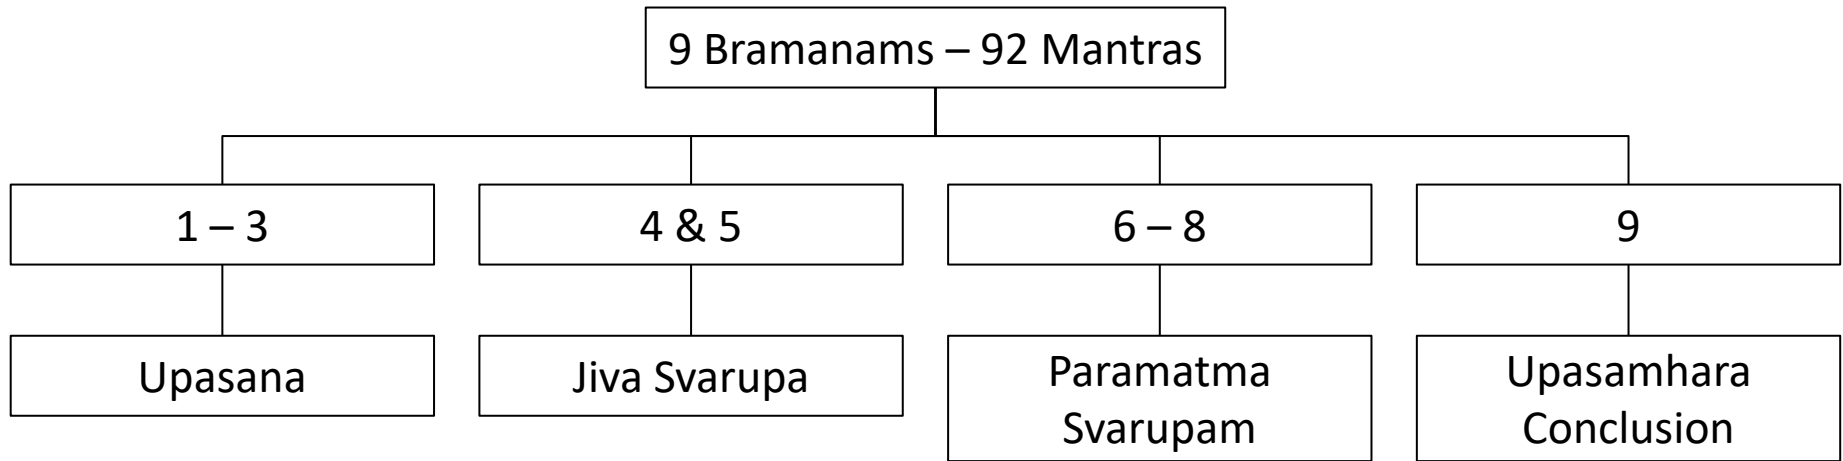 9 Bramanams – 92 Mantras
1 – 3
4 & 5
6 – 8
9
Upasana
Jiva Svarupa
Paramatma
Svarupam
Upasamhara
Conclusion